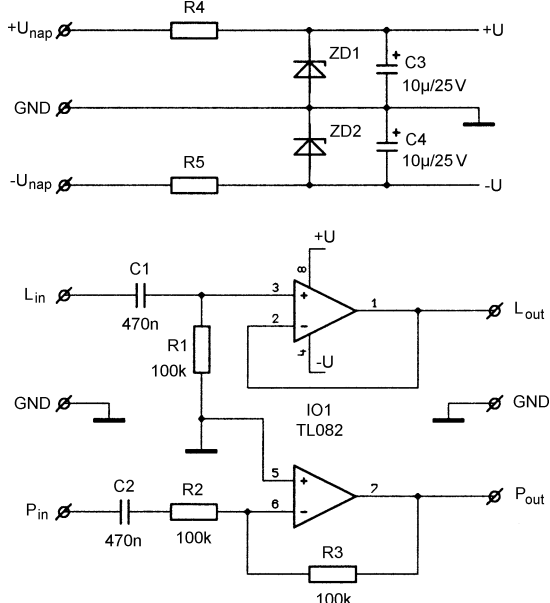 R4
+Unap +U
ZD1 C3
10µ/25V
GND
ZD2 C4
10µ/25V
-Unap R5 -U
+U
8
C1
Lin 3 + 1 Lout
470n 2 -
R1
100k 4 -U
GND IO1 GND
TL082
5 +
C2 R2 7
Pin 6 - Pout
470n 100k
R3
100k